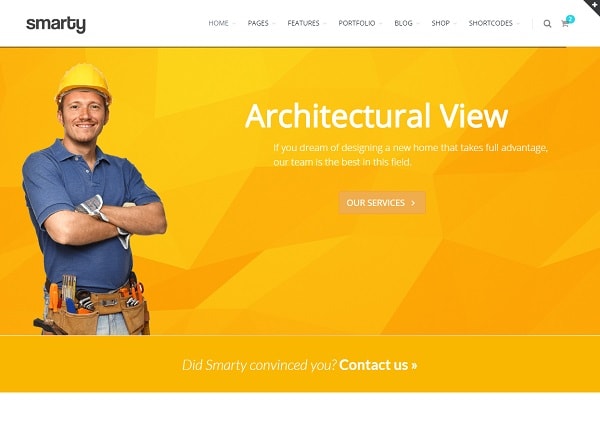 smarty
HOME PAGES FEATURES PORTFOLIO BLOG SHOP SHORTCODES
2
Architectural View
If you dream of designing a new home that takes full advantage,
our team is the best in this field.
OUR SERVICES >
Did Smarty convinced you? Contact us »